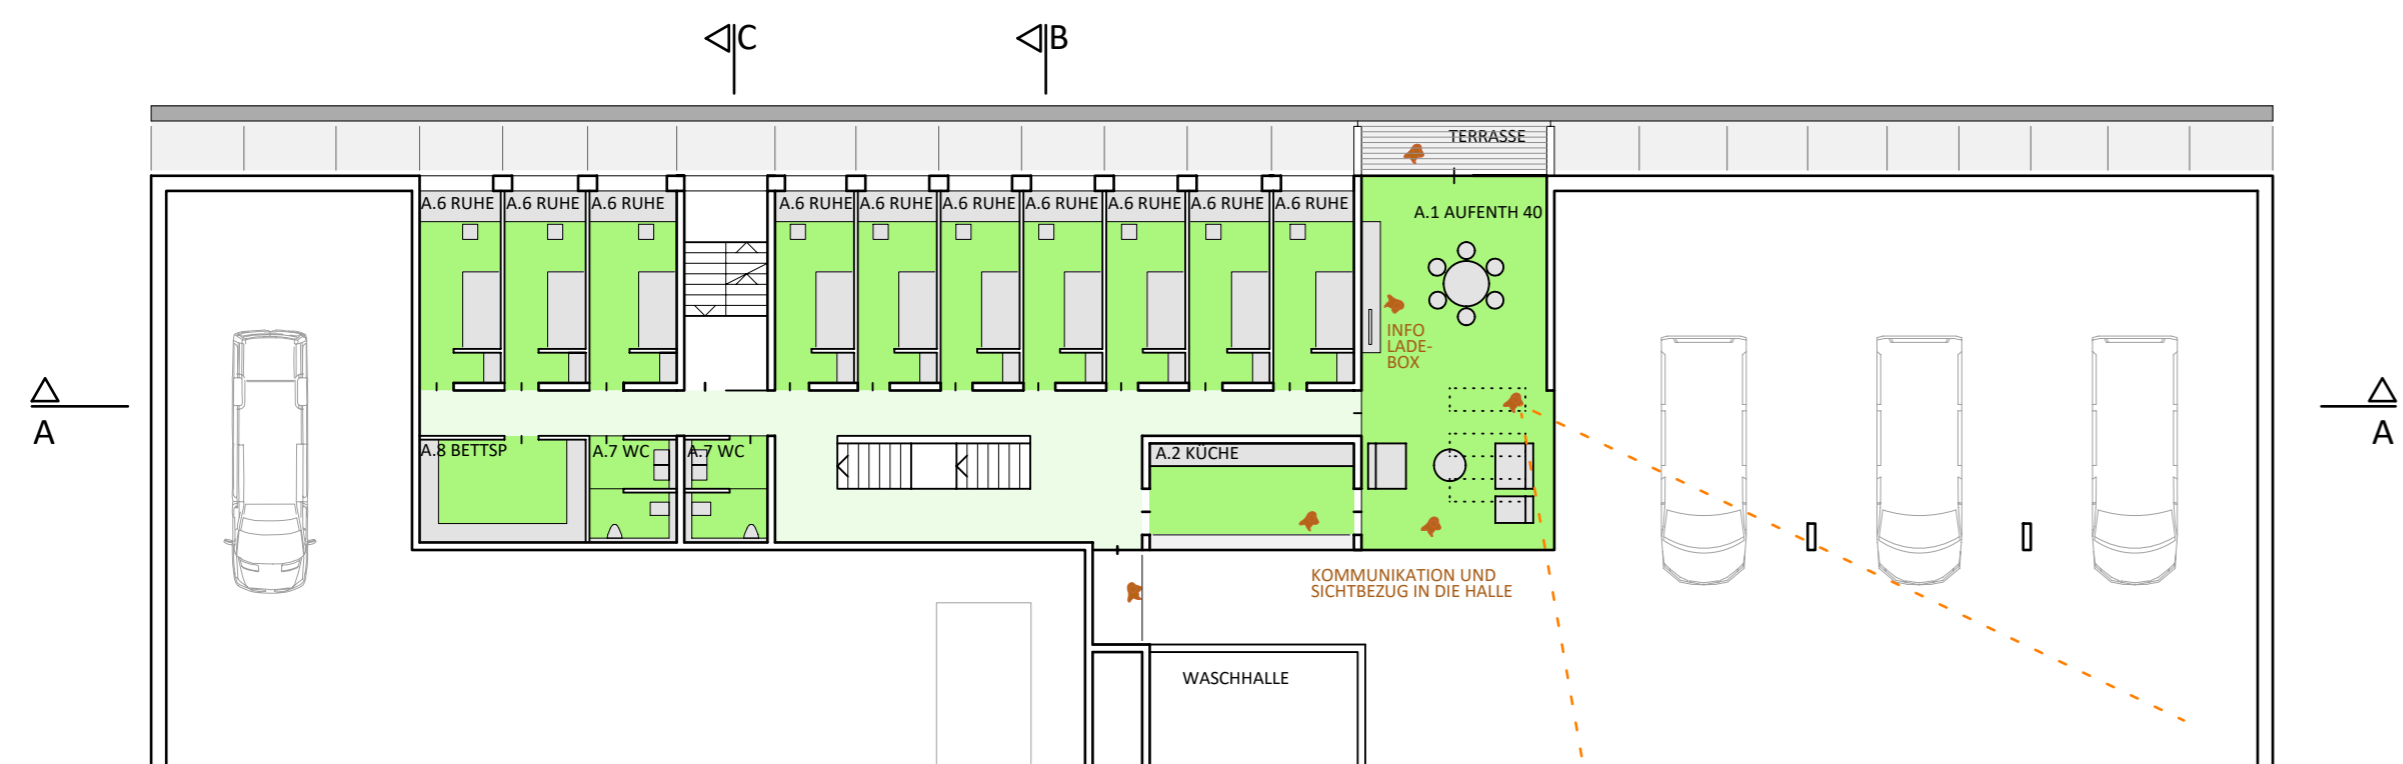 C
B
TERRASSE
A.6 RUHE
A.6 RUHE
A.6 RUHE
A.6 RUHE
A.6 RUHE
A.6 RUHE
A.6 RUHE
A.6 RUHE
A.6 RUHE
A.6 RUHE
A.1 AUFENTH 40
INFO
LADE-
BOX
A
A
A.8 BETTSP
A.7 WC
A.7 WC
A.2 KÜCHE
KOMMUNIKATION UND
SICHTBEZUG IN DIE HALLE
WASCHHALLE